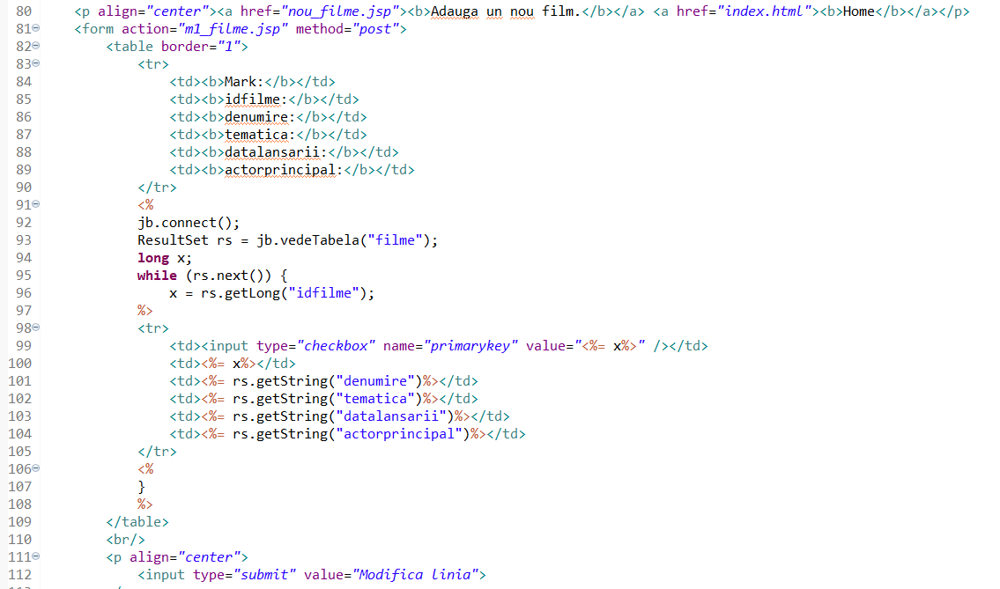 80 <p align="center"><a href="nou_filme.jsp"><b>Adauga un nou film.</b></a> <a href="index.html"><b>Home</b></a></p>
81 <form action="m1_filme.jsp" method="post">
82 <table border="1">
83 <tr>
84 <td><b>Mark:</b></td>
85 <td><b>idfilme:</b></td>
86 <td><b>denumire:</b></td>
87 <td><b>tematica:</b></td>
88 <td><b>datalansarii:</b></td>
89 <td><b>actorprincipal:</b></td>
90 </tr>
91 <%
92 jb.connect();
93 ResultSet rs = jb.vedeTabela("filme");
94 long x;
95 while (rs.next()) {
96 x = rs.getLong("idfilme");
97 %>
98 <tr>
99 <td><input type="checkbox" name="primarykey" value="<%= x%>" /></td>
100 <td><%= x%></td>
101 <td><%= rs.getString("denumire")%></td>
102 <td><%= rs.getString("tematica")%></td>
103 <td><%= rs.getString("datalansarii")%></td>
104 <td><%= rs.getString("actorprincipal")%></td>
105 </tr>
106 <%
107 }
108 %>
109 </table>
110 <br/>
111 <p align="center">
112 <input type="submit" value="Modifica linia">